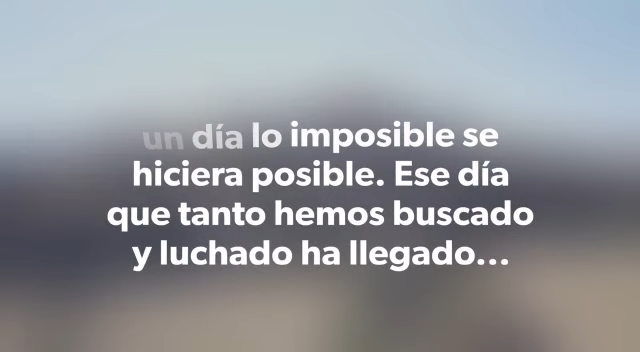 un día lo imposible se
hiciera posible. Ese día
que tanto hemos buscado
y luchado ha llegado...